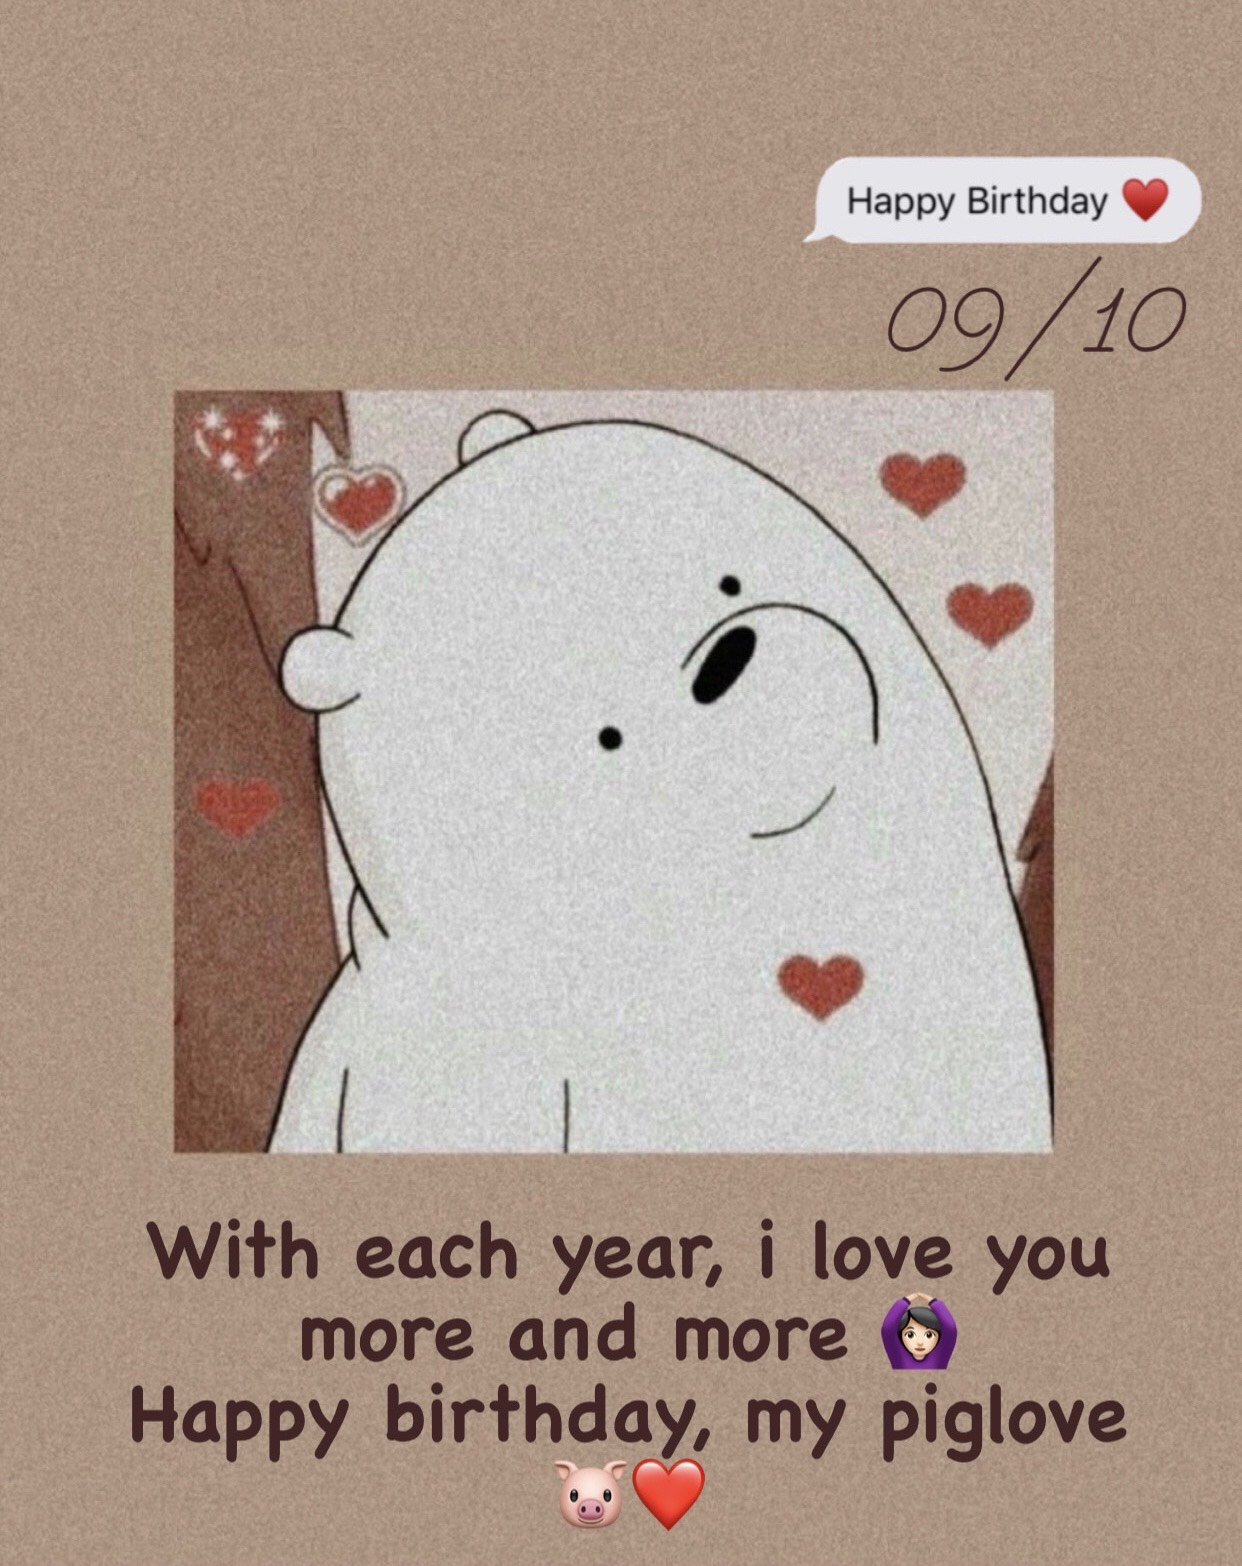 Happy Birthday ♥️
09/10
With each year, i love you
more and more 🙆🏻‍♀️
Happy birthday, my piglove
🐷❤️